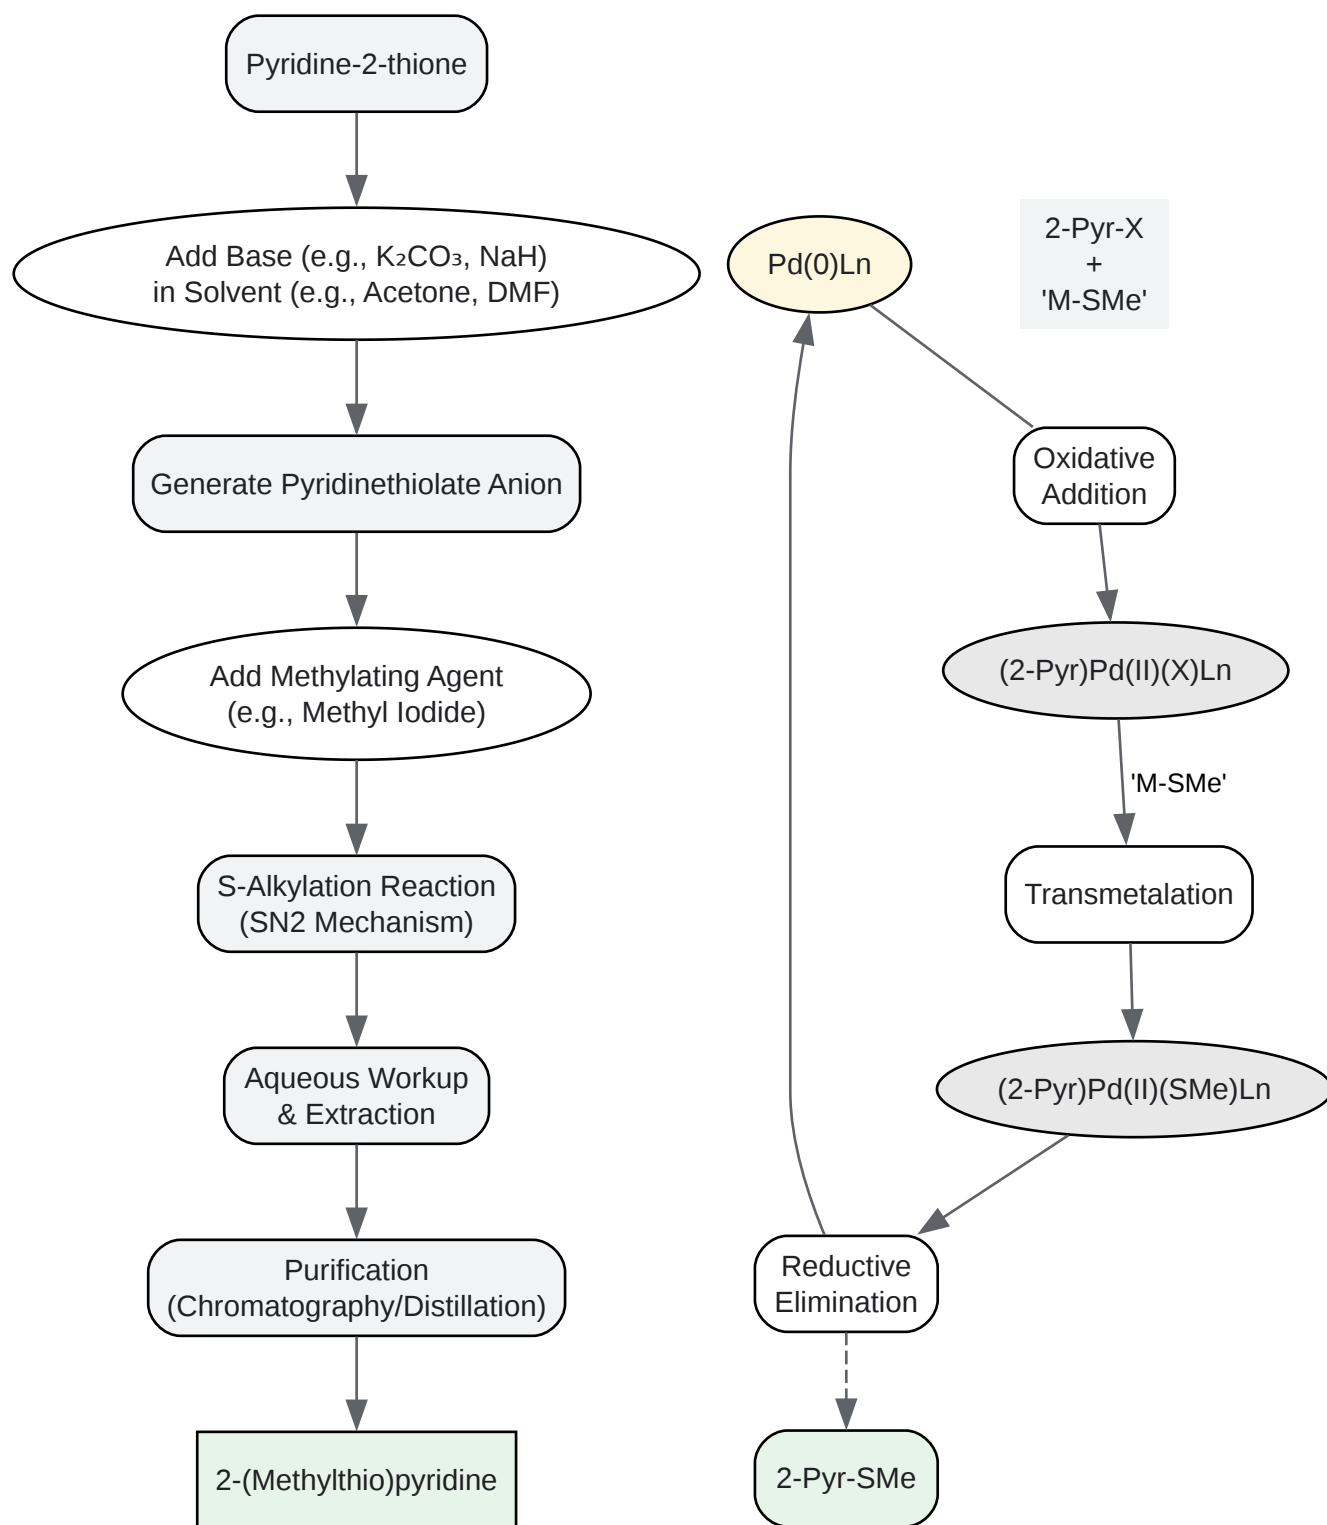 Pyridine-2-thione
Add Base (e.g., K₂CO₃, NaH)
in Solvent (e.g., Acetone, DMF)
Generate Pyridinethiolate Anion
Add Methylating Agent
(e.g., Methyl Iodide)
S-Alkylation Reaction
(SN2 Mechanism)
Aqueous Workup
& Extraction
Purification
(Chromatography/Distillation)
2-(Methylthio)pyridine
Pd(0)Ln
2-Pyr-X
+
'M-SMe'
Oxidative
Addition
(2-Pyr)Pd(II)(X)Ln
'M-SMe'
Transmetalation
(2-Pyr)Pd(II)(SMe)Ln
Reductive
Elimination
2-Pyr-SMe